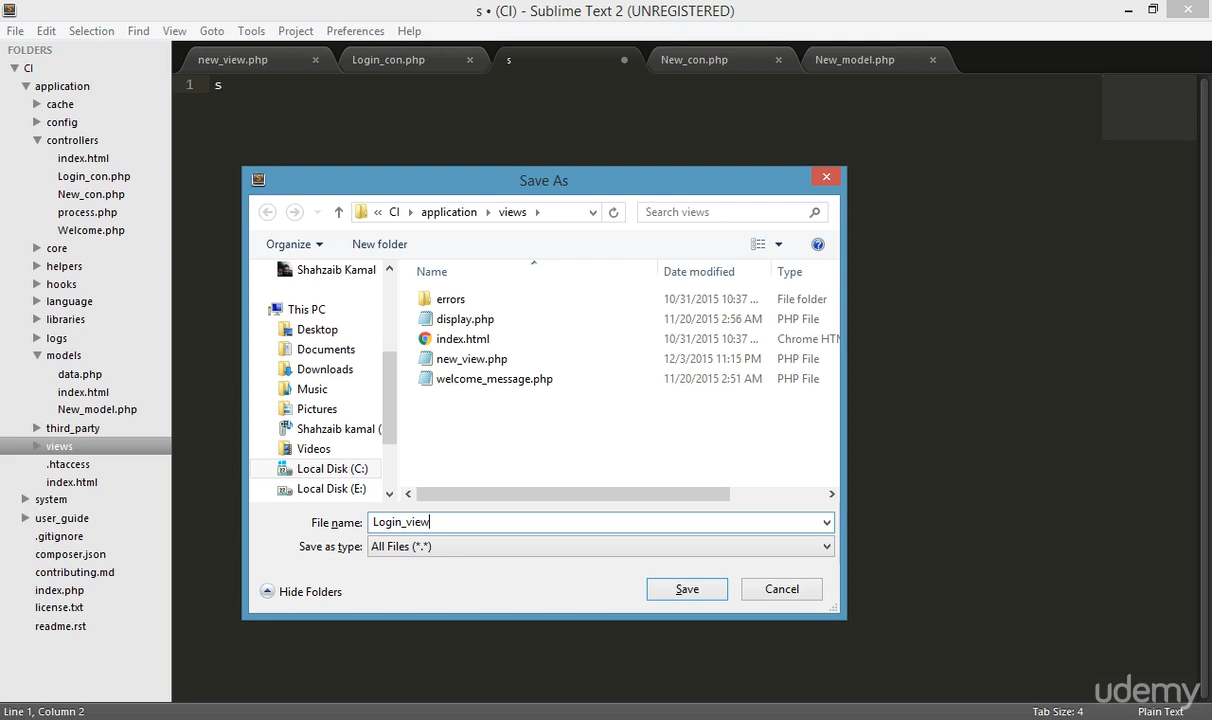 s • (CI) - Sublime Text 2 (UNREGISTERED)
File Edit Selection Find View Goto Tools Project Preferences Help
FOLDERS
CI
application
cache
config
controllers
index.html
Login_con.php
New_con.php
process.php
Welcome.php
core
helpers
hooks
language
libraries
logs
models
data.php
index.html
New_model.php
third_party
views
.htaccess
index.html
system
user_guide
.gitignore
composer.json
contributing.md
index.php
license.txt
readme.rst
new_view.php Login_con.php s New_con.php New_model.php
1 s
Save As
« CI application views Search views
Organize New folder
Shahzaib Kamal
This PC
Desktop
Documents
Downloads
Music
Pictures
Shahzaib kamal (
Videos
Local Disk (C:)
Local Disk (E:)
Name Date modified Type
errors 10/31/2015 10:37 ... File folder
display.php 11/20/2015 2:56 AM PHP File
index.html 10/31/2015 10:37 ... Chrome HTM
new_view.php 12/3/2015 11:15 PM PHP File
welcome_message.php 11/20/2015 2:51 AM PHP File
File name: Login_view
Save as type: All Files (*.*)
Hide Folders Save Cancel
udemy
Line 1, Column 2 Tab Size: 4 Plain Text